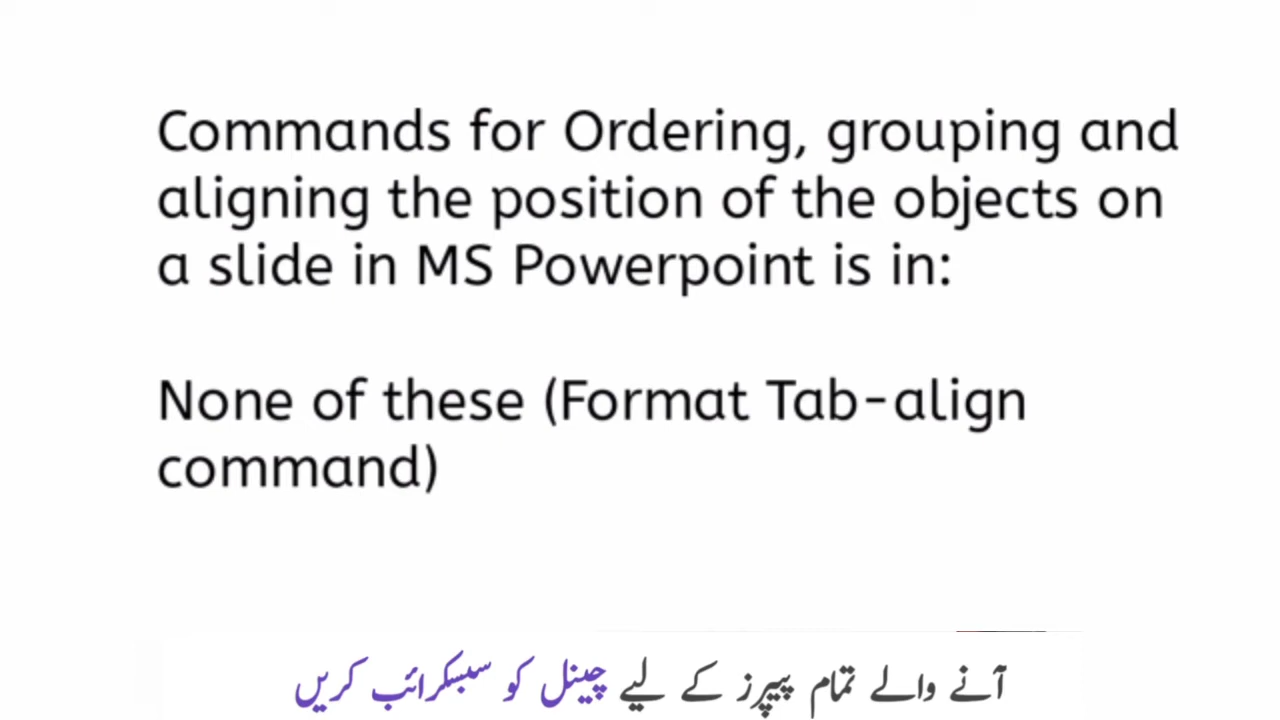 Commands for Ordering, grouping and
aligning the position of the objects on
a slide in MS Powerpoint is in:
None of these (Format Tab-align
command)
آنے والے تمام پیپرز کے لیے چینل کو سبسکرائب کریں